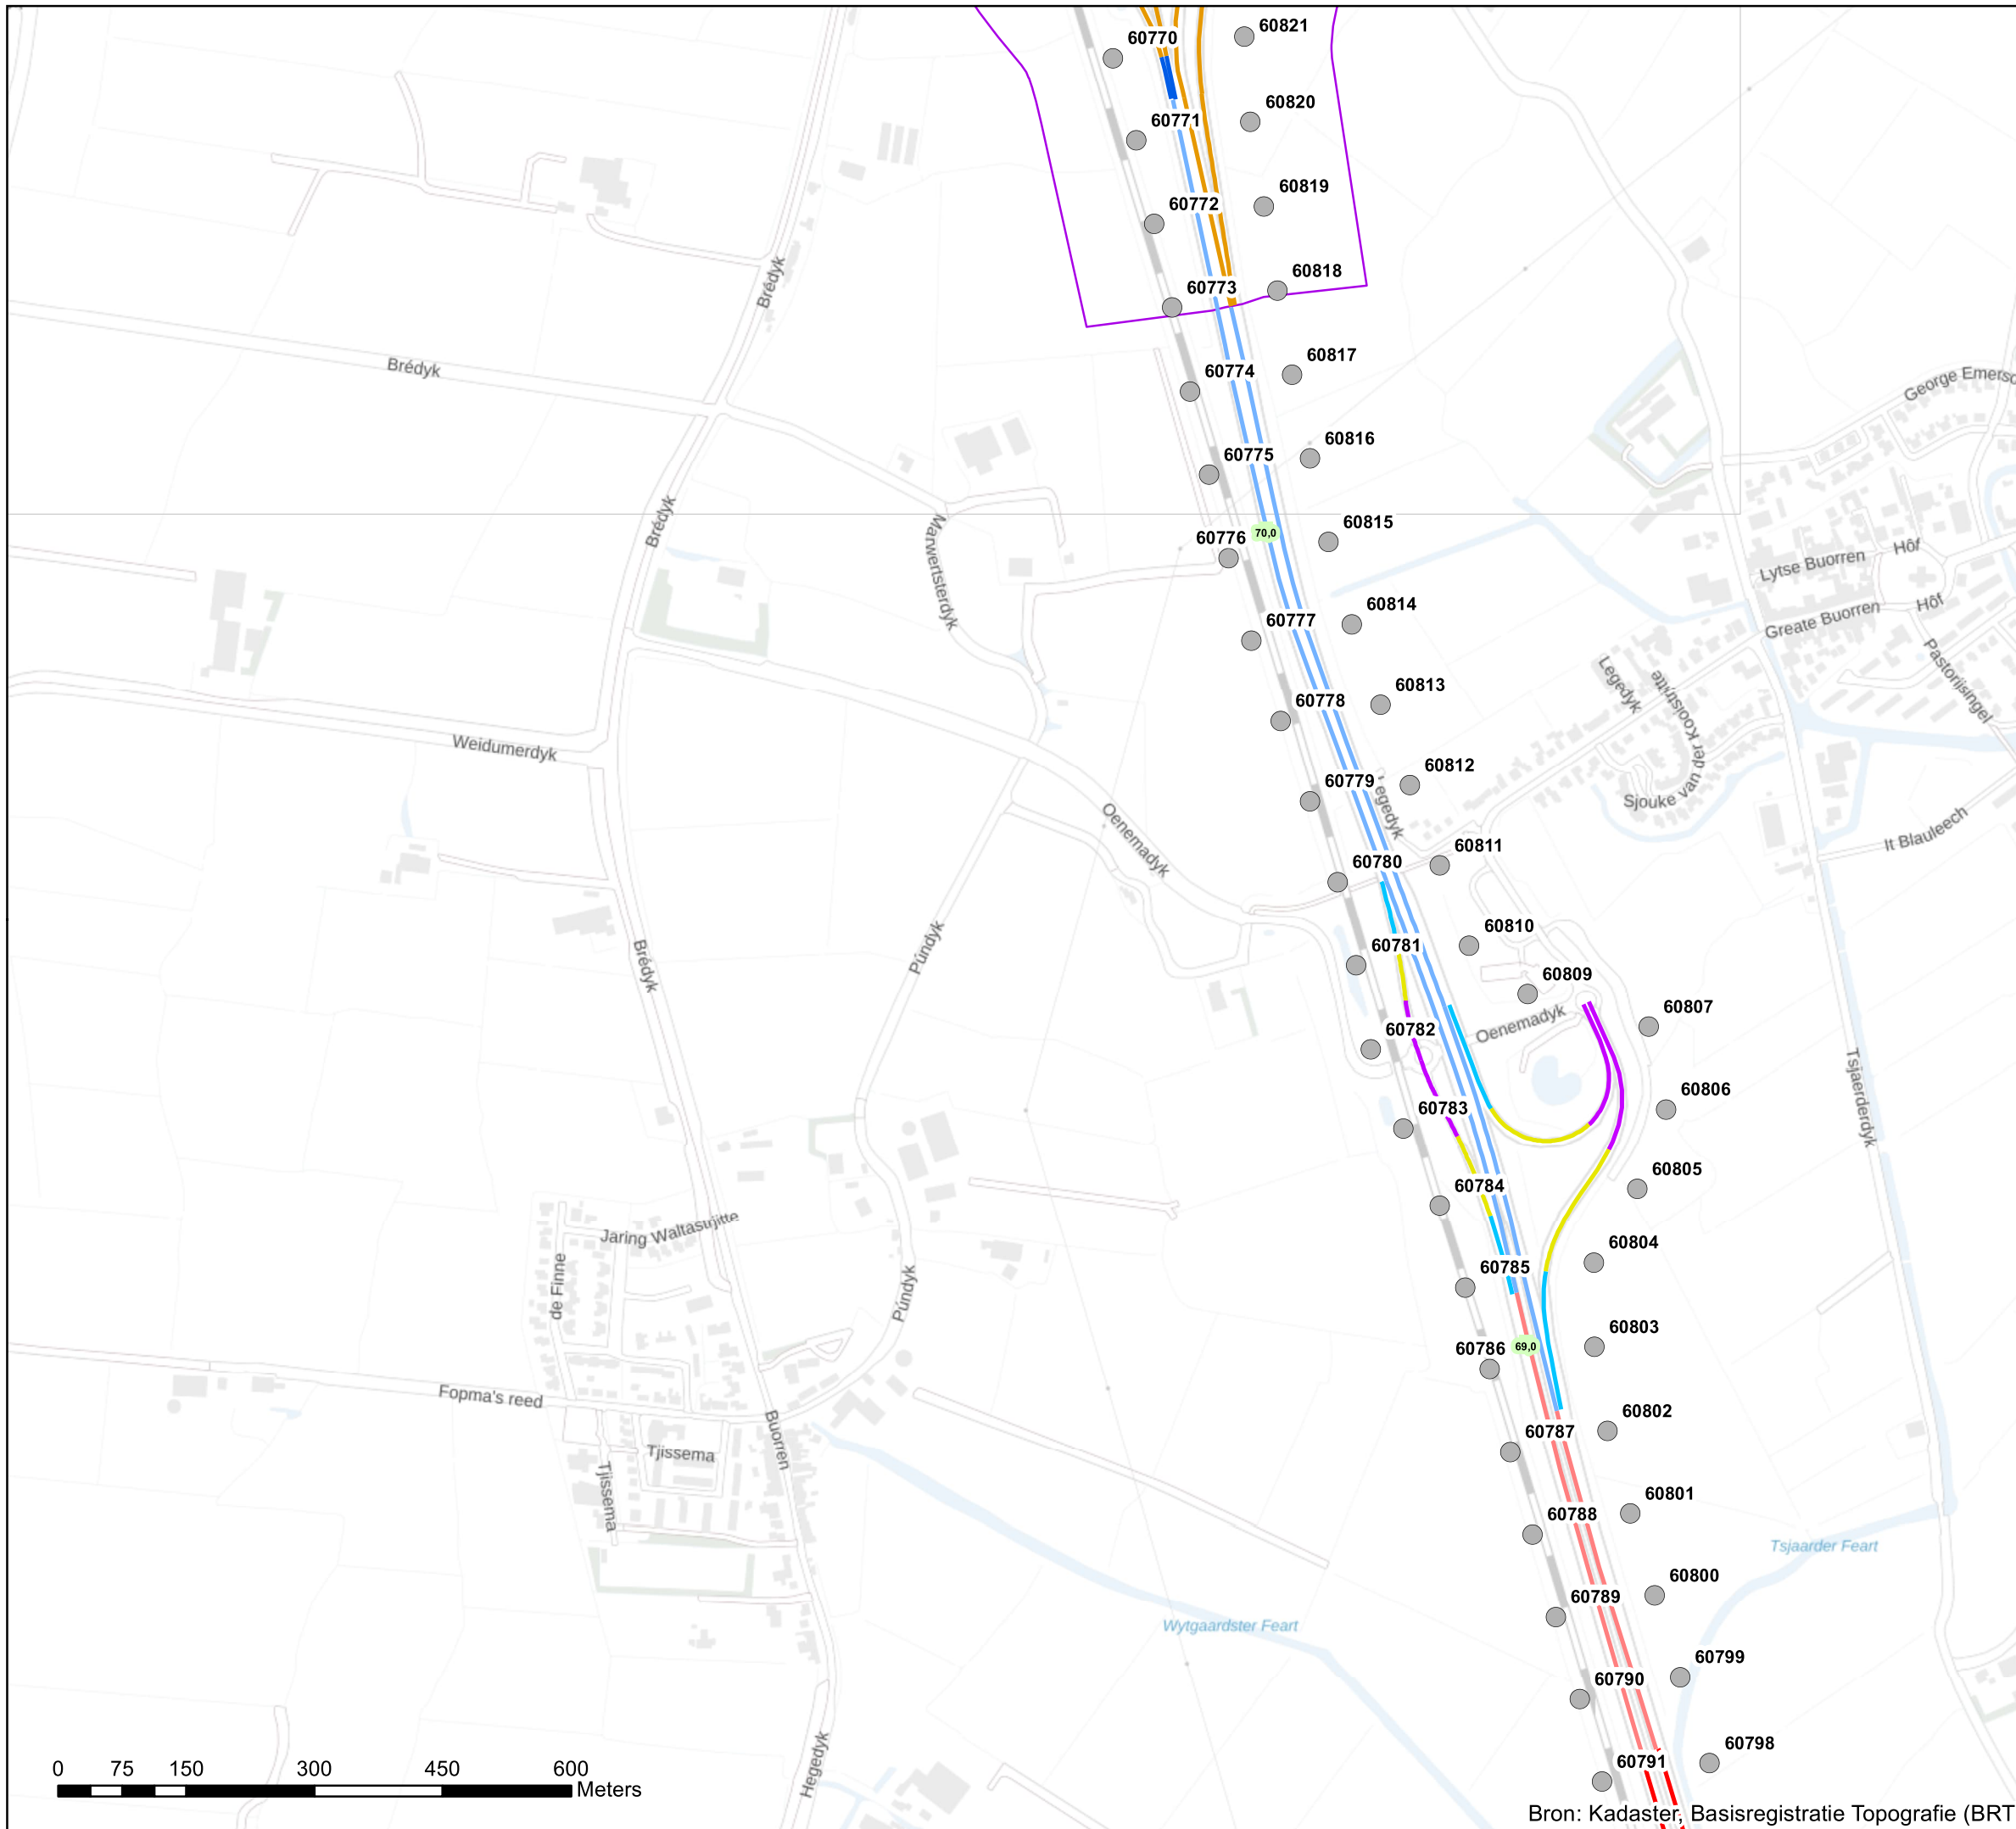 60821
60770
60820
60771
60819
60772
Brédyk
60818
60773
60817
60774
Brédyk
George Emersc
60816
60775
Brédyk
60815
70,0
60776
Marwertsterdyk
Hôf
Lytse Buorren
60814
Hôf
60777
Greate Buorren
Pastorijsingel
Legedyk
60813
60778
Sjouke van der Kooistrjitte
Weidumerdyk
60812
60779
Legedyk
Oenemadyk
It Blauleech
60811
60780
60810
60781
Púndyk
Brédyk
60809
60807
60782
Oenemadyk
60806
Tsjaerderdyk
60783
60805
60784
Jaring Waltastrjitte
60804
60785
de Finne
Púndyk
60803
69,0
60786
Fopma's reed
60802
60787
Buorren
Tjissema
Tjissema
60801
60788
Tsjaarder Feart
60800
60789
Wytgaardster Feart
60799
60790
60798
60791
Hegedyk
0 75 150 300 450 600
Meters
Bron: Kadaster, Basisregistratie Topografie (BRT